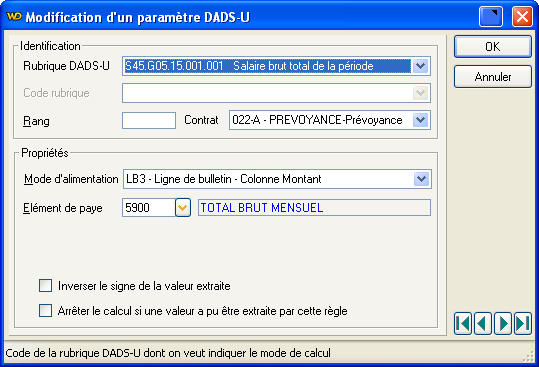 Modification d'un paramètre DADS-U
Identification
Rubrique DADS-U S45.G05.15.001.001 Salaire brut total de la période
Code rubrique
Rang Contrat 022-A - PREVOYANCE-Prévoyance
OK
Annuler
Propriétés
Mode d'alimentation LB3 - Ligne de bulletin - Colonne Montant
Elément de paye 5900 TOTAL BRUT MENSUEL
Inverser le signe de la valeur extraite
Arrêter le calcul si une valeur a pu être extraite par cette règle
Code de la rubrique DADS-U dont on veut indiquer le mode de calcul